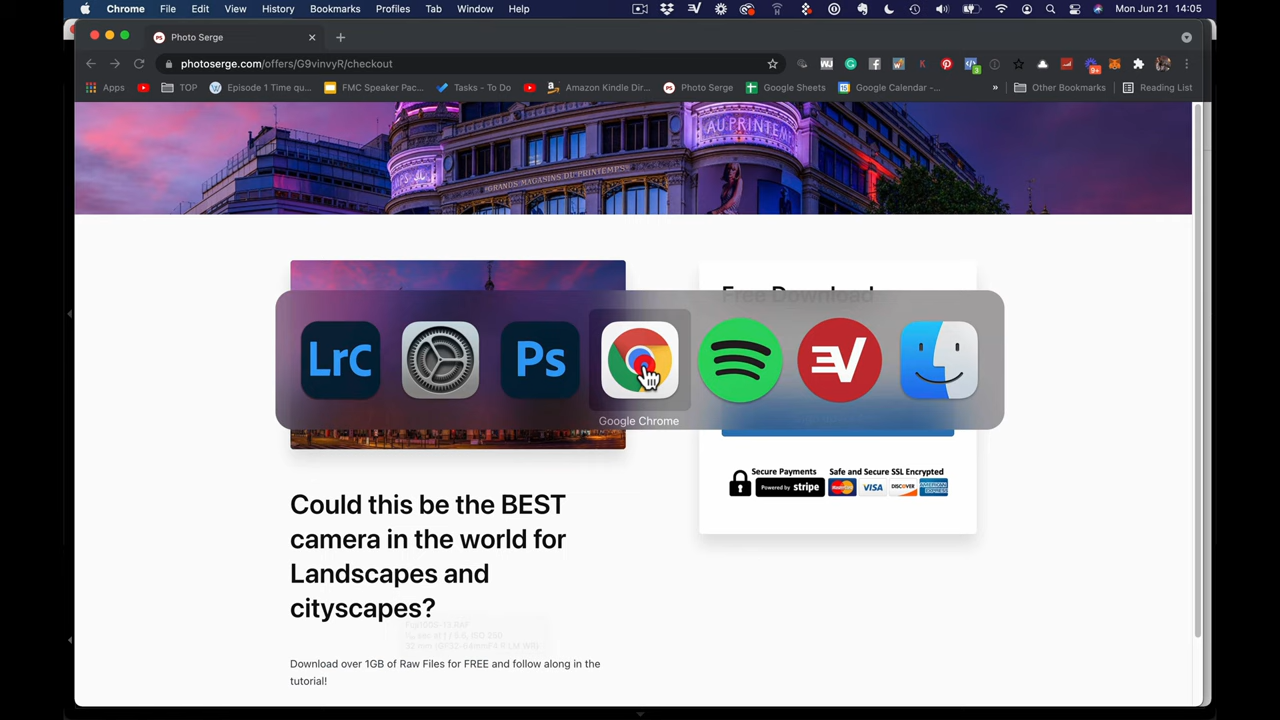 Chrome File Edit View History Bookmarks Profiles Tab Window Help Mon Jun 21 14:05
Photo Serge
photoserge.com/offers/G9vinvyR/checkout
Apps TOP Episode 1 Time qu... FMC Speaker Pac... Tasks - To Do Amazon Kindle Dir... Photo Serge Google Sheets Google Calendar -... » Other Bookmarks Reading List
AU PRINTEMPS
GRANDS MAGASINS DU PRINTEMPS
Free Download
LrC Ps
Google Chrome
Secure Payments Safe and Secure SSL Encrypted
Powered by stripe MasterCard VISA DISCOVER AMERICAN EXPRESS
Could this be the BEST
camera in the world for
Landscapes and
cityscapes?
Download over 1GB of Raw Files for FREE and follow along in the
tutorial!